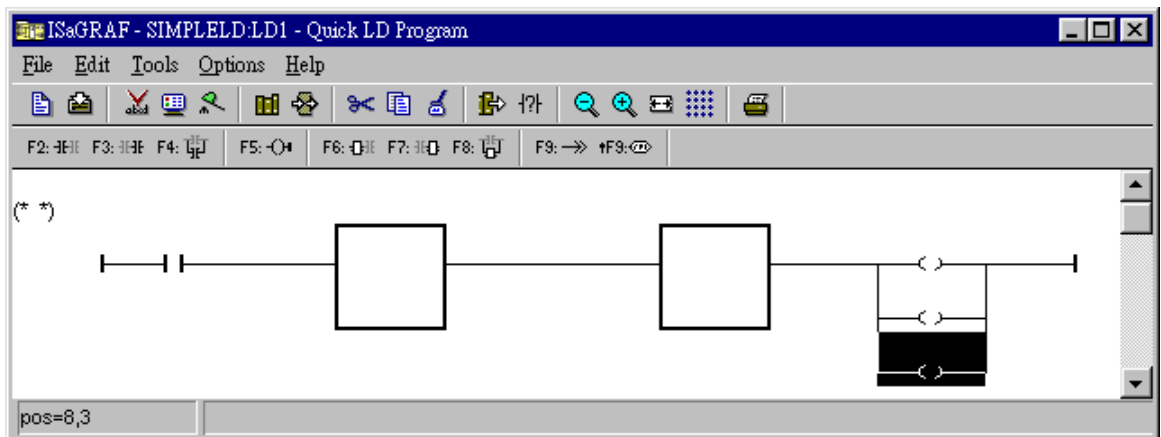 ISaGRAF - SIMPLELD:LD1 - Quick LD Program
File Edit Tools Options Help
F2: F3: F4: F5: F6: F7: F8: F9: F9:
(* *)
pos=8,3